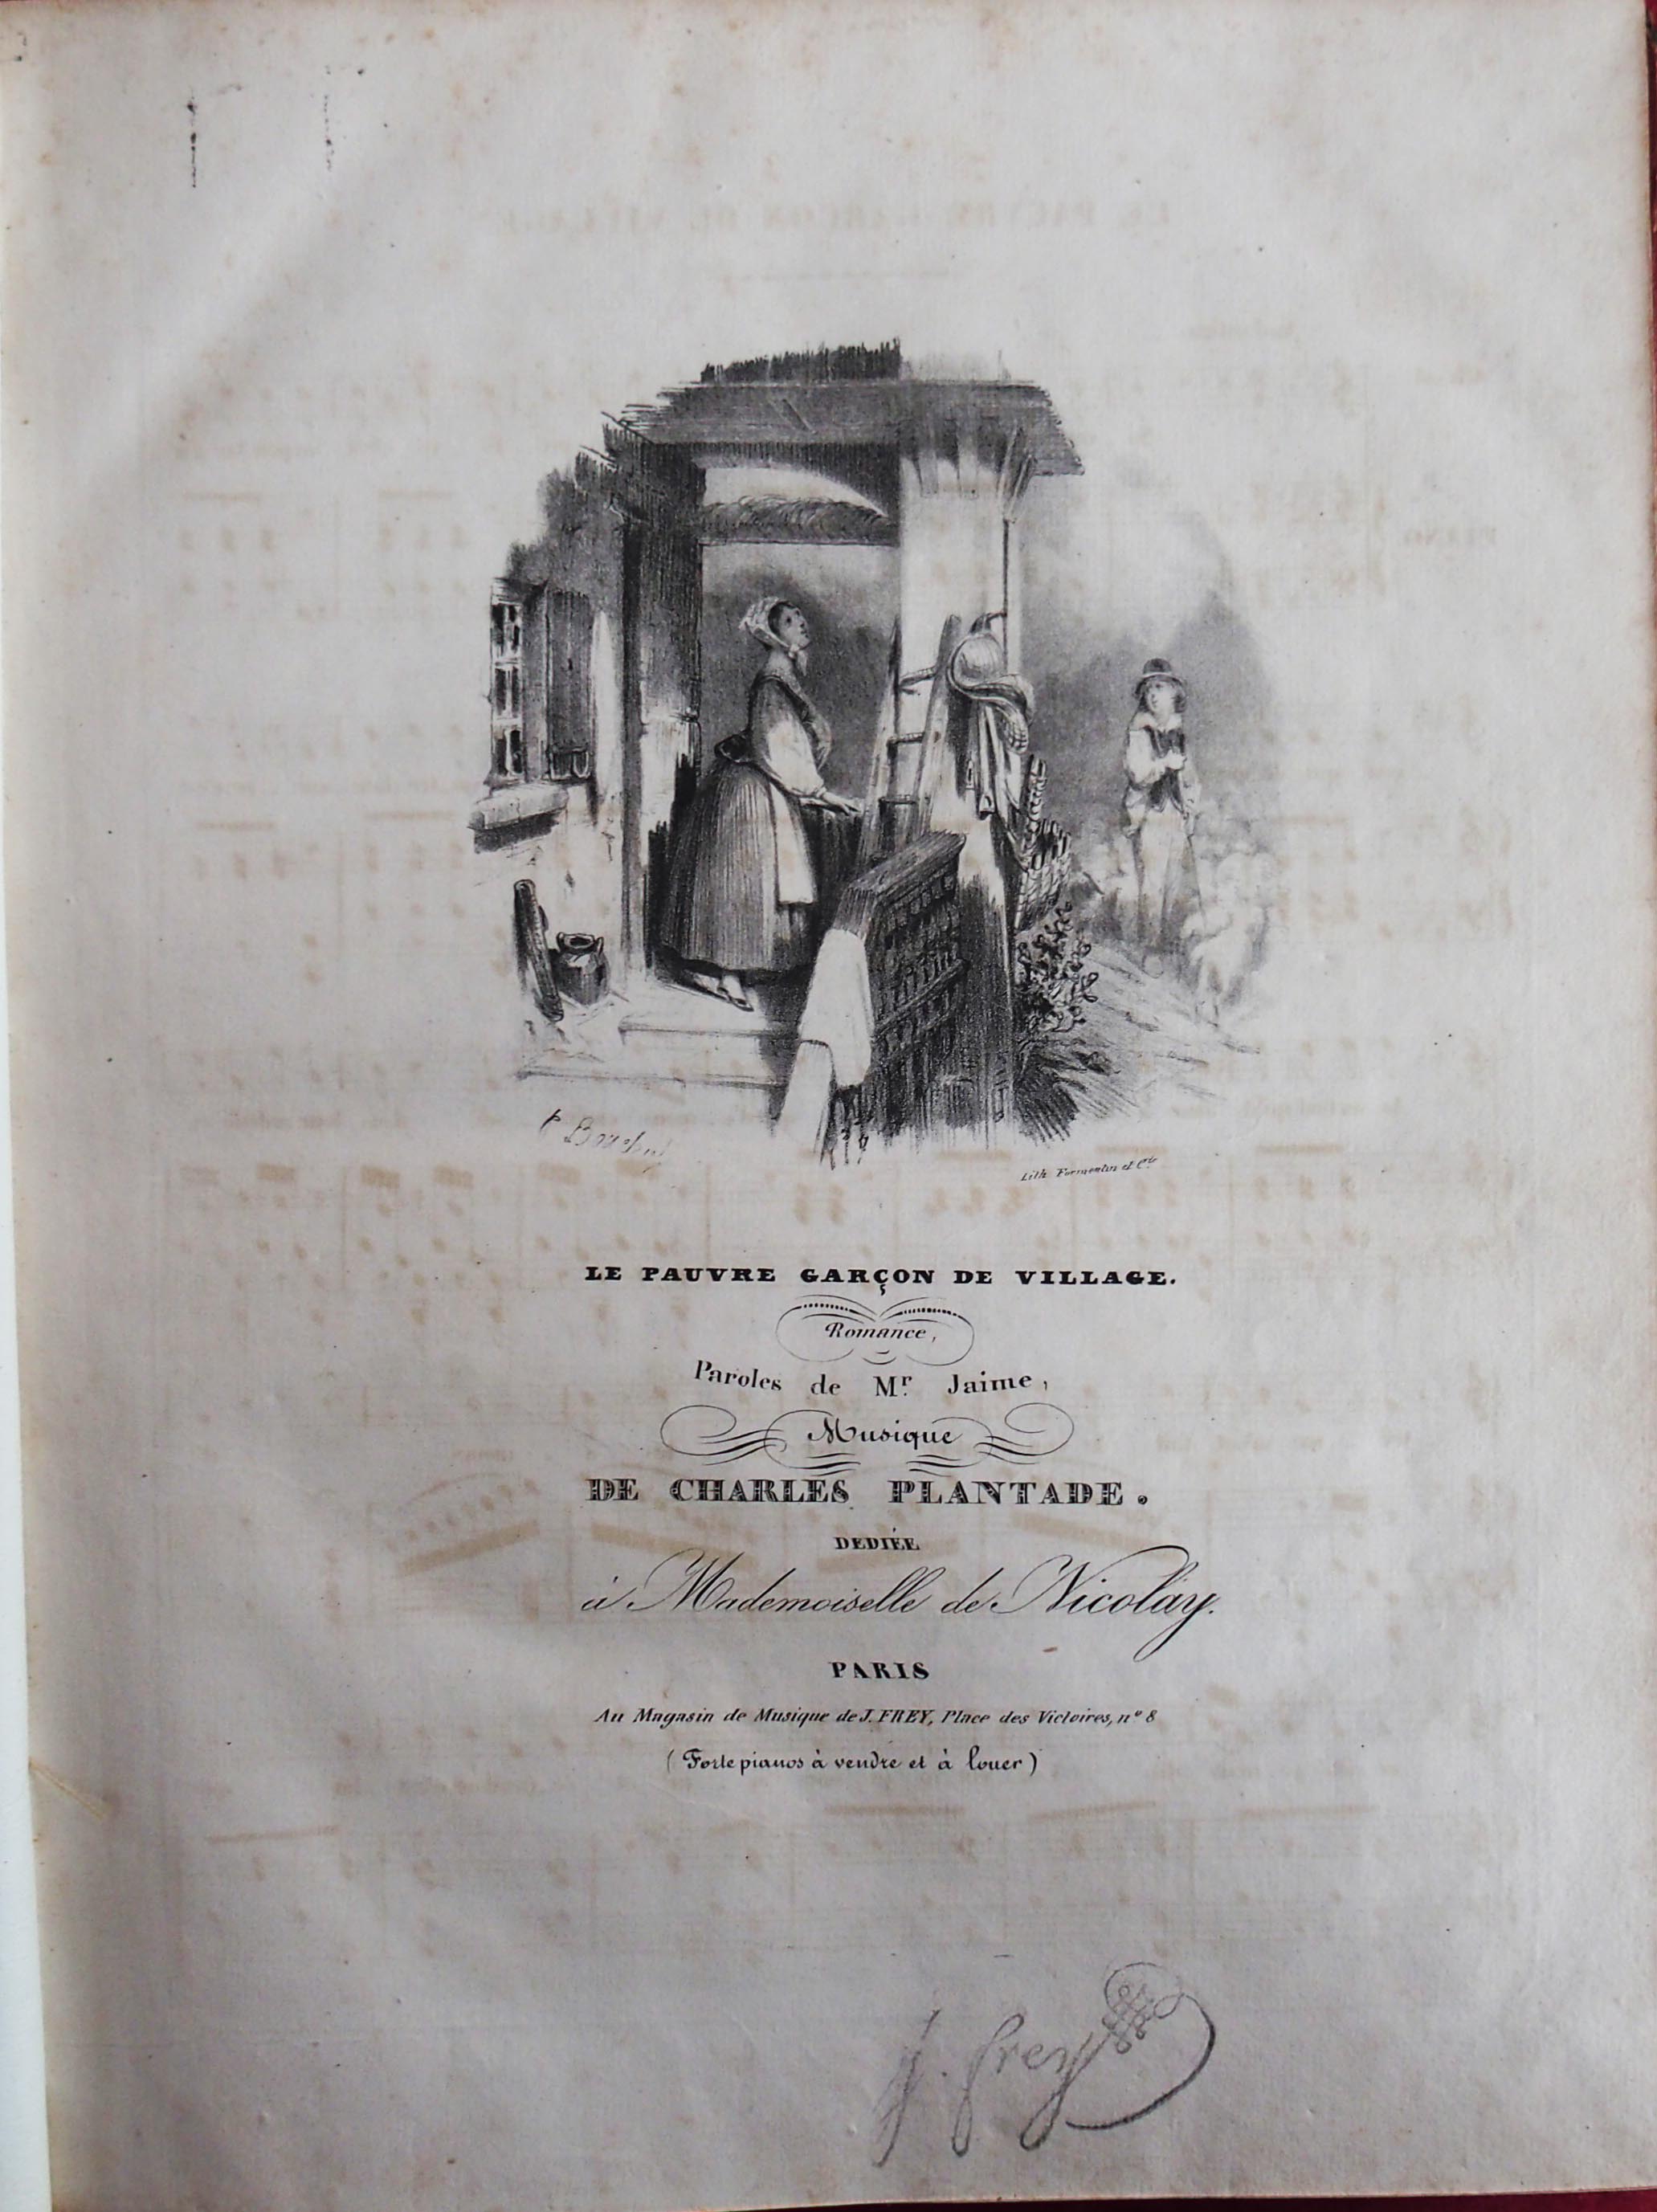 Lith. Formentin et Cie
LE PAUVRE GARÇON DE VILLAGE.
Romance,
Paroles de Mr. Jaime,
Musique
DE CHARLES PLANTADE.
DEDIÉE
à Mademoiselle de Nicolaÿ.
PARIS
Au Magasin de Musique de J. FREY, Place des Victoires, nº 8
(Forte pianos à vendre et à louer)
J. Frey